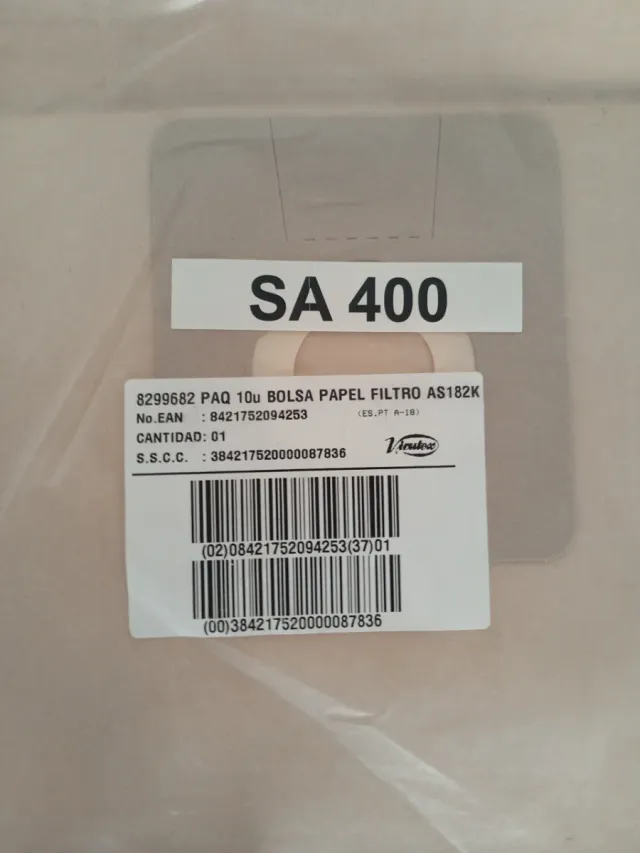 SA 400
8299682 PAQ 10u BOLSA PAPEL FILTRO AS182K
No.EAN : 8421752094253 (ES.PT A-18)
CANTIDAD: 01
S.S.C.C. : 384217520000087836
Virutex
(02)08421752094253(37)01
(00)384217520000087836